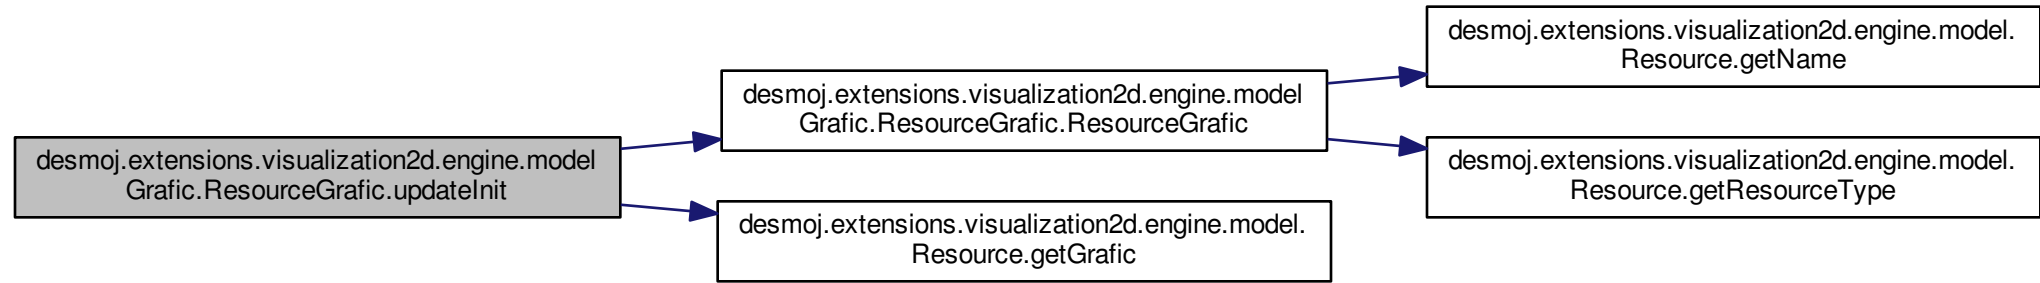 desmoj.extensions.visualization2d.engine.model
Grafic.ResourceGrafic.updateInit
desmoj.extensions.visualization2d.engine.model
Grafic.ResourceGrafic.ResourceGrafic
desmoj.extensions.visualization2d.engine.model.
Resource.getGrafic
desmoj.extensions.visualization2d.engine.model.
Resource.getName
desmoj.extensions.visualization2d.engine.model.
Resource.getResourceType